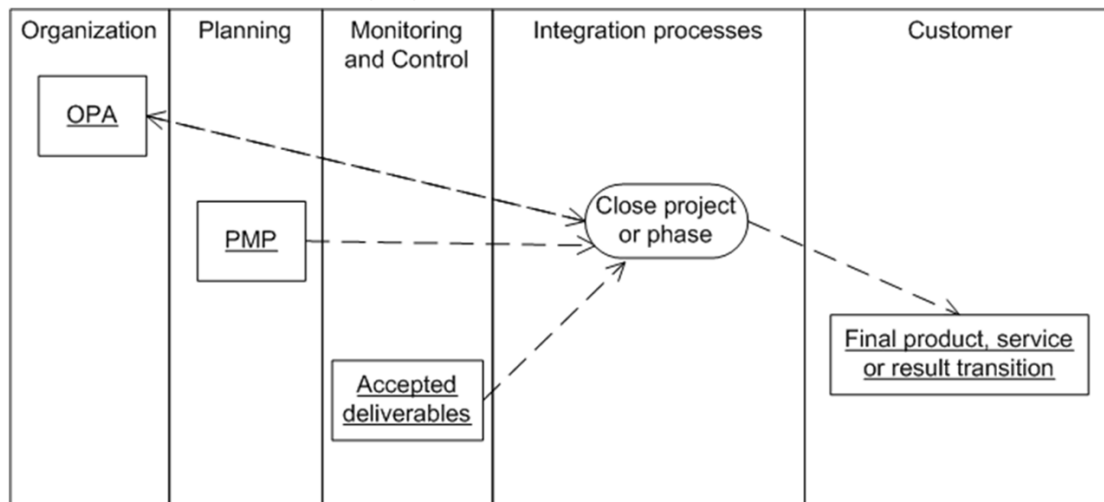 Organization
Planning
Monitoring
and Control
Integration processes
Customer
OPA
PMP
Close project
or phase
Accepted
deliverables
Final product, service
or result transition